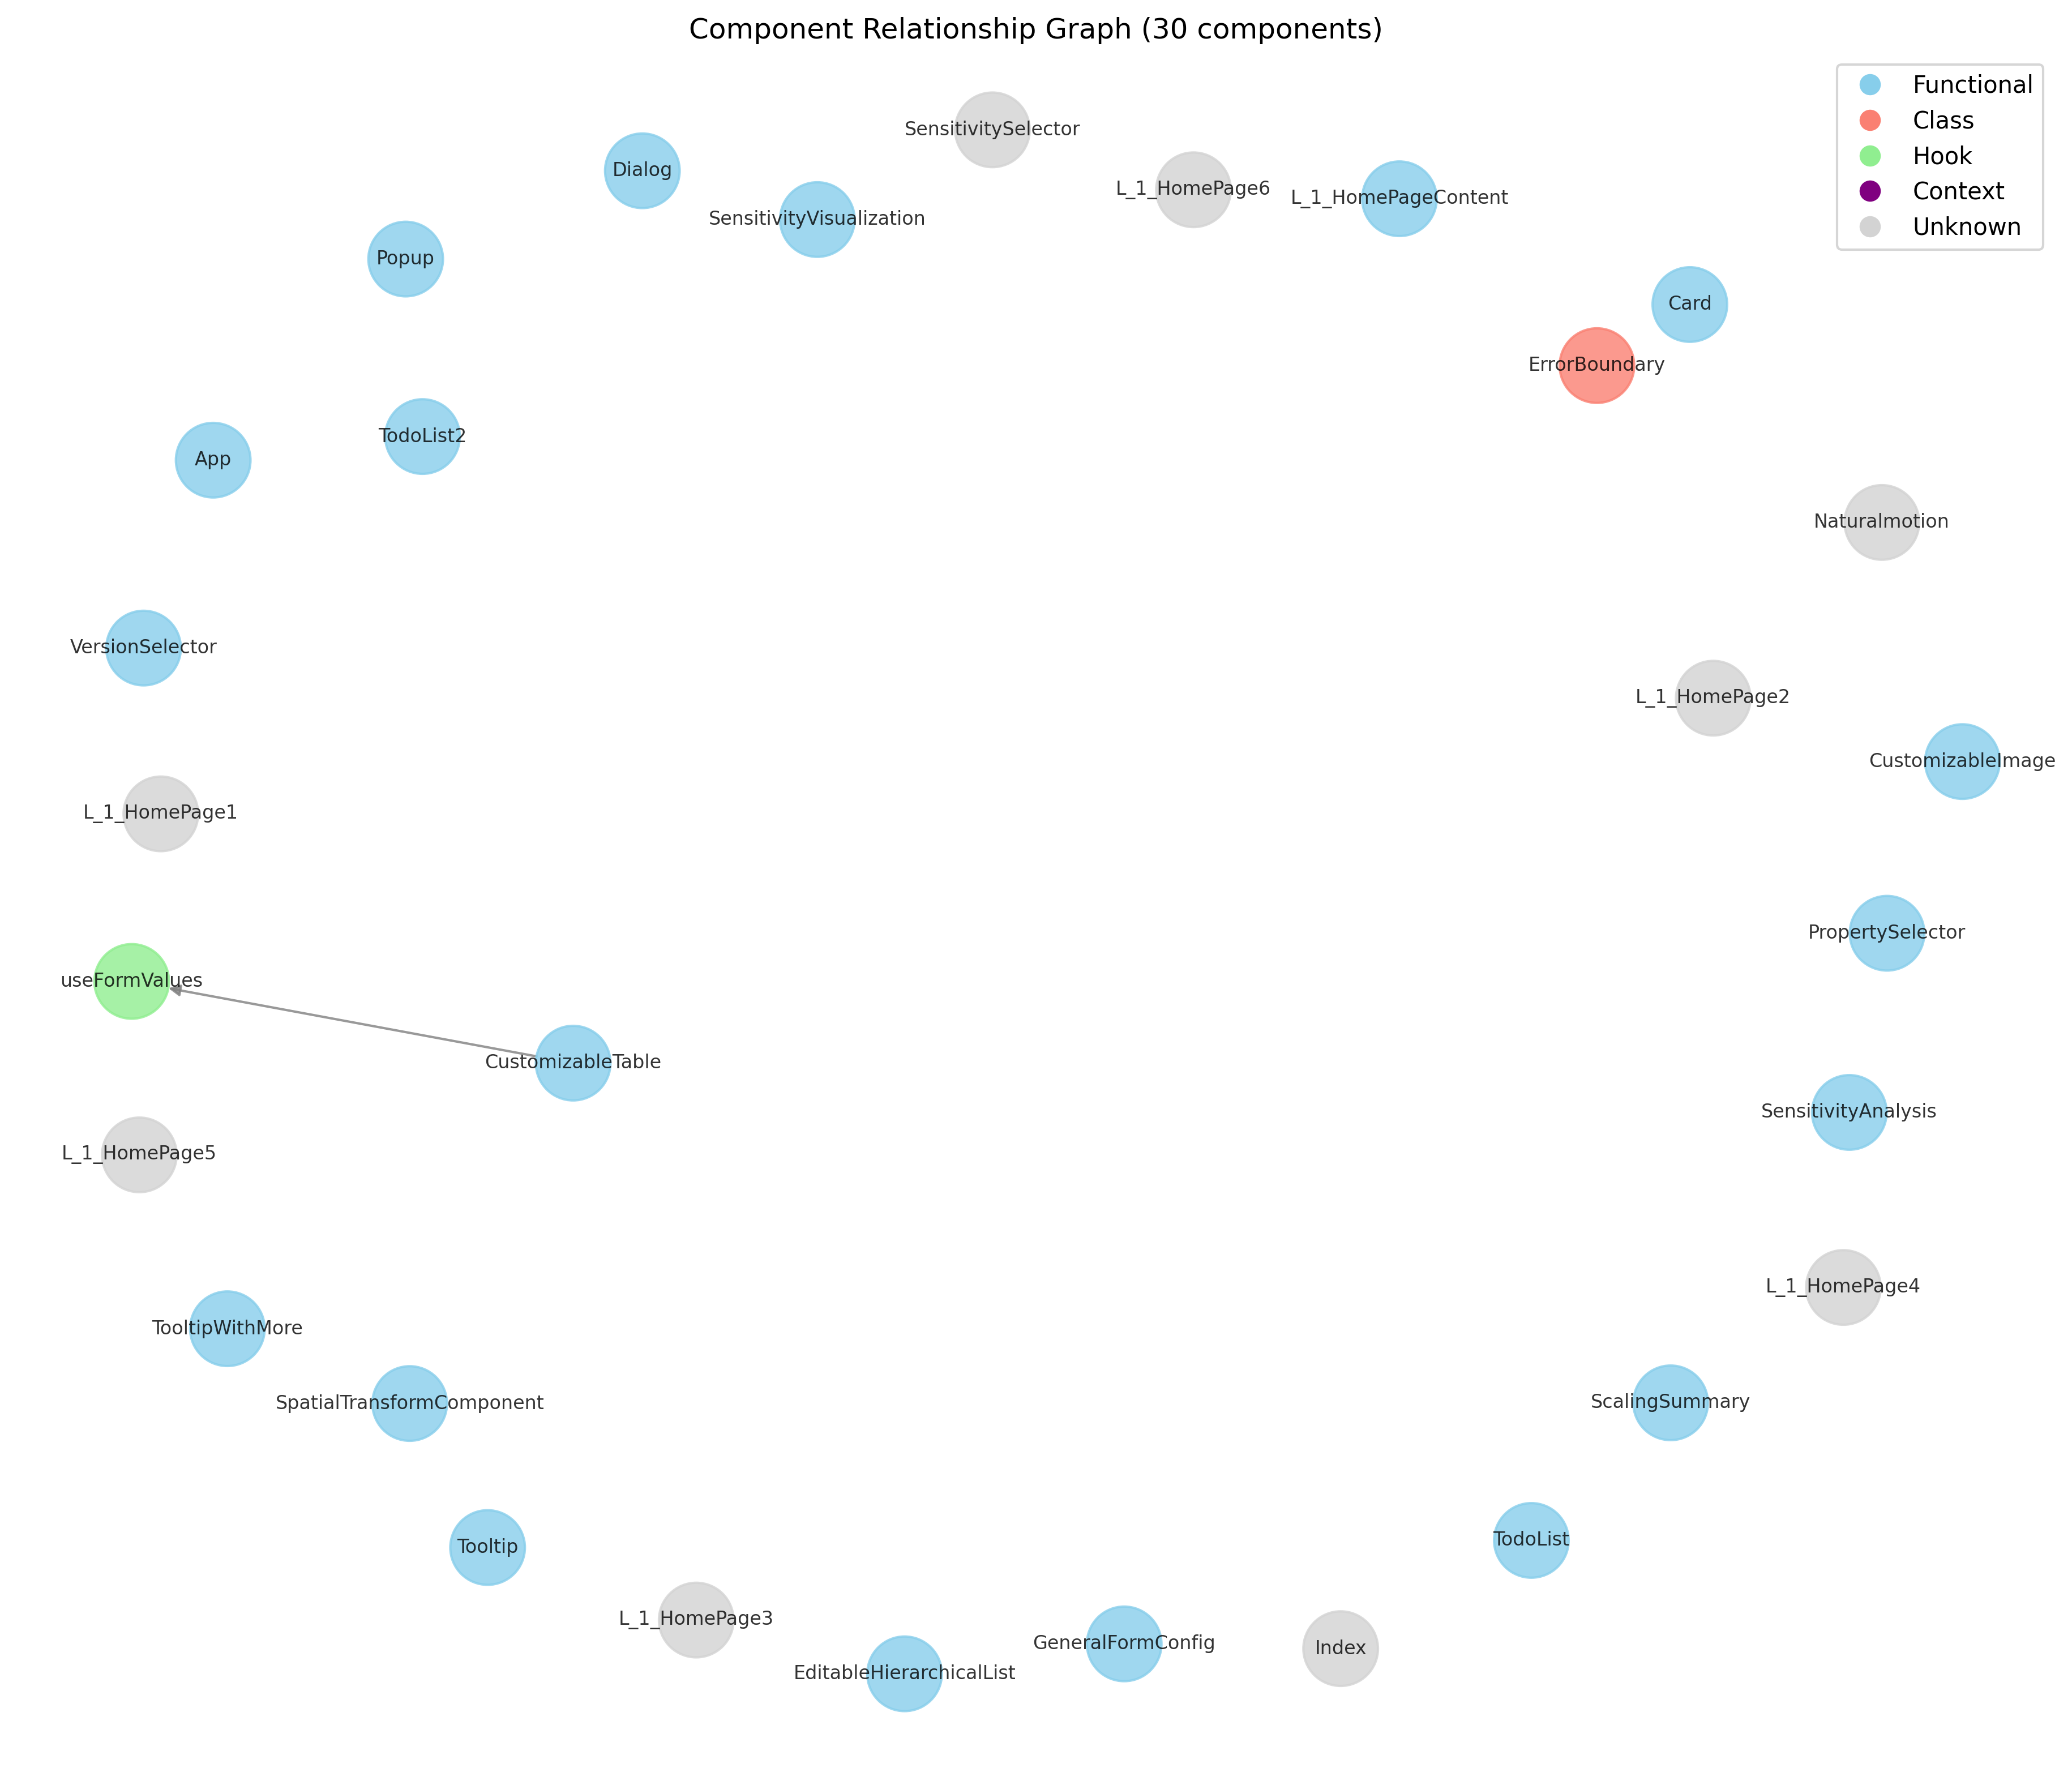 Component Relationship Graph (30 components)
Functional
Class
Hook
Context
Unknown
SensitivitySelector
Dialog
L_1_HomePage6
L_1_HomePageContent
SensitivityVisualization
Popup
Card
ErrorBoundary
TodoList2
App
Naturalmotion
VersionSelector
L_1_HomePage2
CustomizableImage
L_1_HomePage1
PropertySelector
useFormValues
CustomizableTable
SensitivityAnalysis
L_1_HomePage5
L_1_HomePage4
TooltipWithMore
SpatialTransformComponent
ScalingSummary
TodoList
Tooltip
L_1_HomePage3
GeneralFormConfig
Index
EditableHierarchicalList